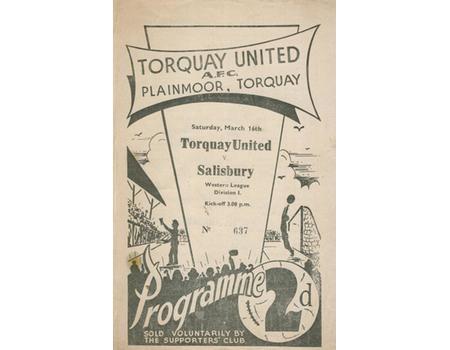 TORQUAY UNITED
A.F.C.
PLAINMOOR, TORQUAY
Saturday, March 16th
Torquay United
v.
Salisbury
Western League
Division I.
Kick-off 3.00 p.m.
No 637
Programme 2d
SOLD VOLUNTARILY BY
THE SUPPORTERS' CLUB